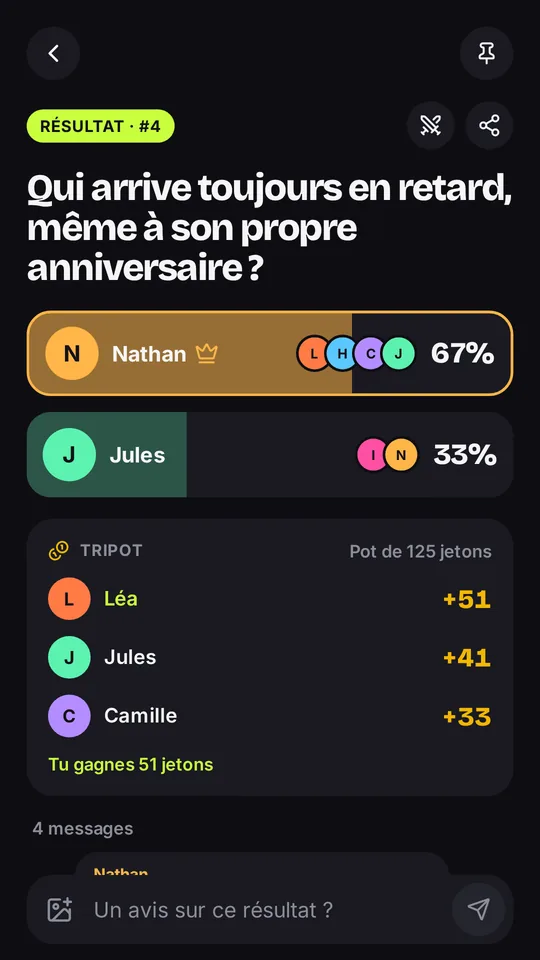 RÉSULTAT · #4
Qui arrive toujours en retard,
même à son propre
anniversaire ?
N Nathan L H C J 67%
J Jules I N 33%
TRIPOT Pot de 125 jetons
L Léa +51
J Jules +41
C Camille +33
Tu gagnes 51 jetons
4 messages
Nathan
Un avis sur ce résultat ?